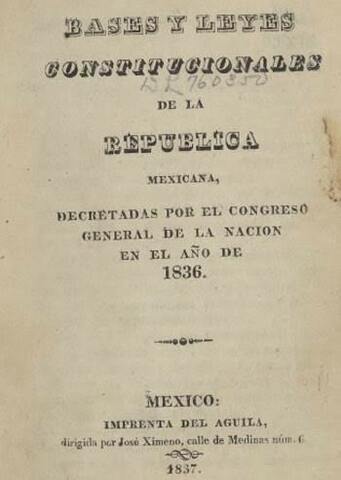 BASES Y LEYES
CONSTITUCIONALES
DE LA
REPUBLICA
MEXICANA,
DECRETADAS POR EL CONGRESO
GENERAL DE LA NACION
EN EL AÑO DE
1836.
MEXICO:
IMPRENTA DEL AGUILA,
dirigida por José Ximeno, calle de Medinas núm. 6.
1837.